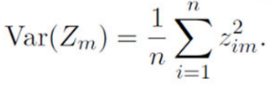 Var(Z_m) = \frac{1}{n} \sum_{i=1}^{n} z_{im}^2.